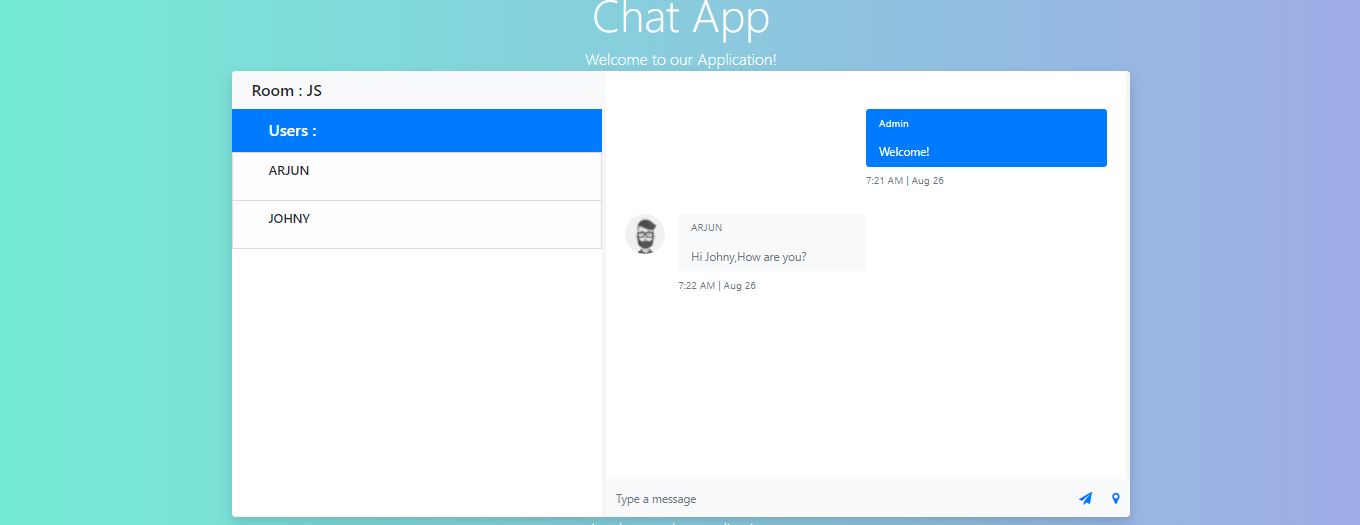 Chat App
Welcome to our Application!
Room : JS
Users :
ARJUN
JOHNY
Admin
Welcome!
7:21 AM | Aug 26
ARJUN
Hi Johny,How are you?
7:22 AM | Aug 26
Type a message